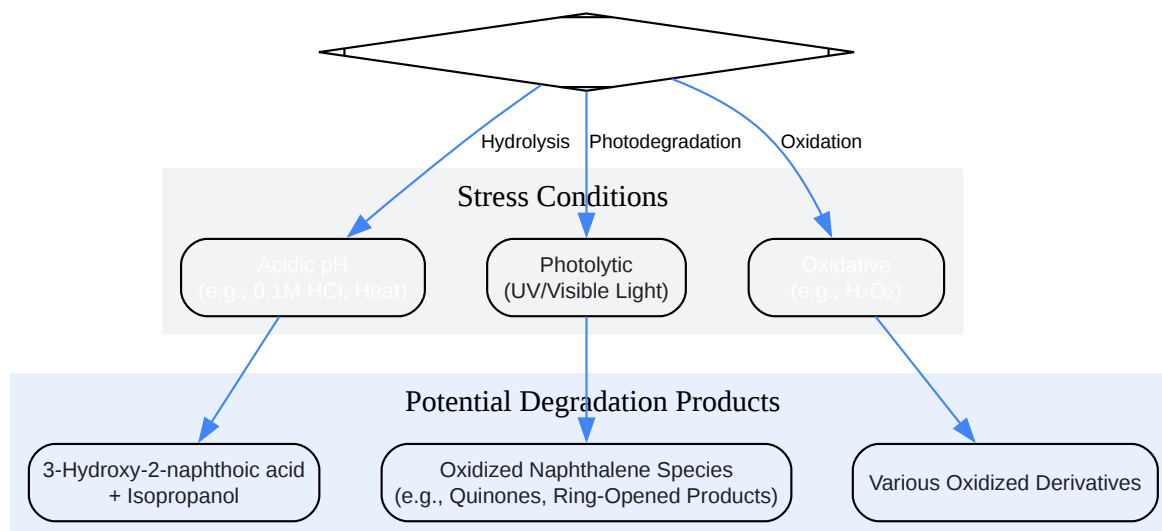 Hydrolysis
Photodegradation
Oxidation
Stress Conditions
Acidic pH
(e.g., 0.1M HCl, Heat)
Photolytic
(UV/Visible Light)
Oxidative
(e.g., H₂O₂)
Potential Degradation Products
3-Hydroxy-2-naphthoic acid
+ Isopropanol
Oxidized Naphthalene Species
(e.g., Quinones, Ring-Opened Products)
Various Oxidized Derivatives